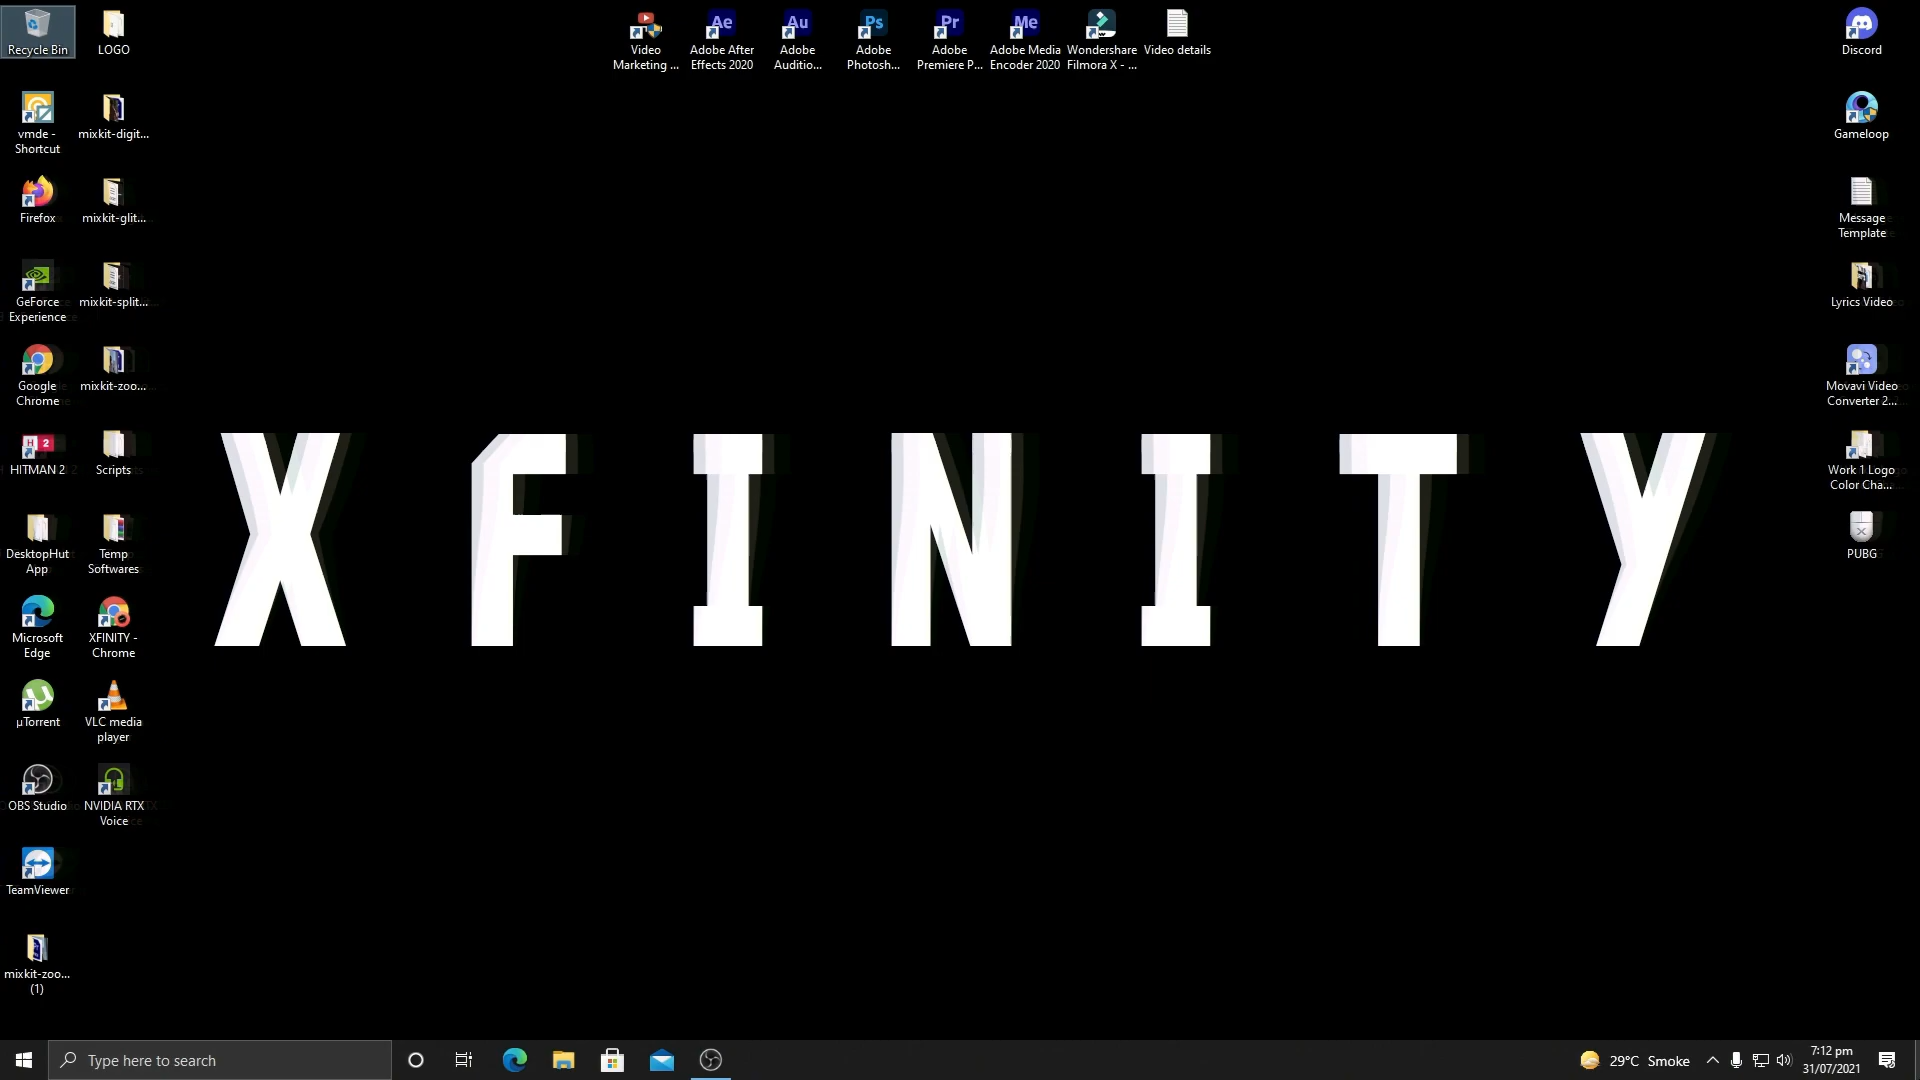 Recycle Bin
LOGO
Video
Marketing ...
Adobe After
Effects 2020
Adobe
Auditio...
Adobe
Photosh...
Adobe
Premiere P...
Adobe Media
Encoder 2020
Wondershare
Filmora X - ...
Video details
Discord
vmde -
Shortcut
mixkit-digit...
Gameloop
Firefox
mixkit-glit...
Message
Template
GeForce
Experience
mixkit-split...
Lyrics Video
Google
Chrome
mixkit-zoo...
Movavi Video
Converter 2...
HITMAN 2
Scripts
Work 1 Logo
Color Cha...
XFINITY
DesktopHut
App
Temp
Softwares
PUBG
Microsoft
Edge
XFINITY -
Chrome
µTorrent
VLC media
player
OBS Studio
NVIDIA RTX
Voice
TeamViewer
mixkit-zoo...
(1)
Type here to search
29°C Smoke
7:12 pm
31/07/2021